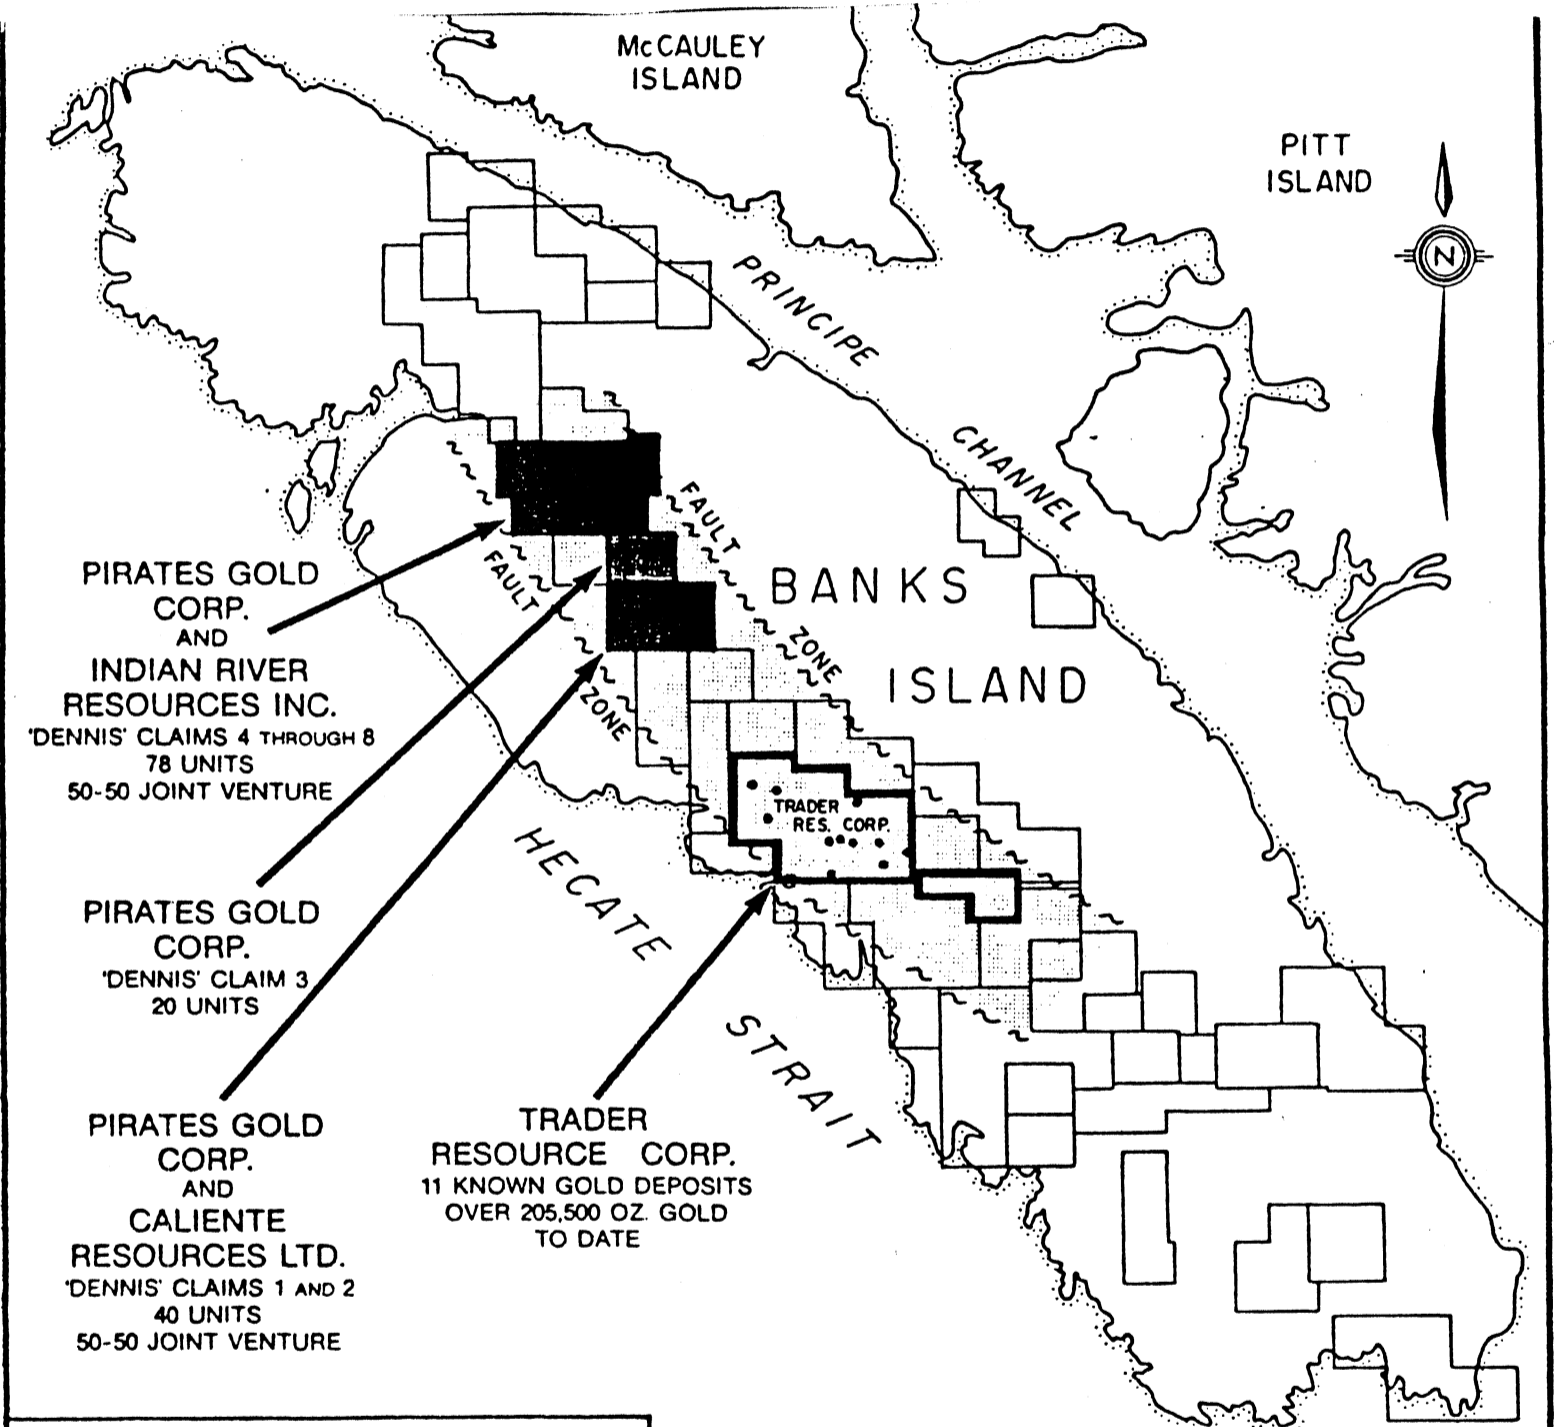 McCAULEY
ISLAND
PITT
ISLAND
N
PRINCIPE
CHANNEL
FAULT
ZONE
FAULT
ZONE
BANKS
ISLAND
PIRATES GOLD
CORP.
AND
INDIAN RIVER
RESOURCES INC.
'DENNIS' CLAIMS 4 THROUGH 8
78 UNITS
50-50 JOINT VENTURE
TRADER
RES. CORP.
HECATE
STRAIT
PIRATES GOLD
CORP.
'DENNIS' CLAIM 3
20 UNITS
PIRATES GOLD
CORP.
AND
CALIENTE
RESOURCES LTD.
'DENNIS' CLAIMS 1 AND 2
40 UNITS
50-50 JOINT VENTURE
TRADER
RESOURCE CORP.
11 KNOWN GOLD DEPOSITS
OVER 205,500 OZ. GOLD
TO DATE